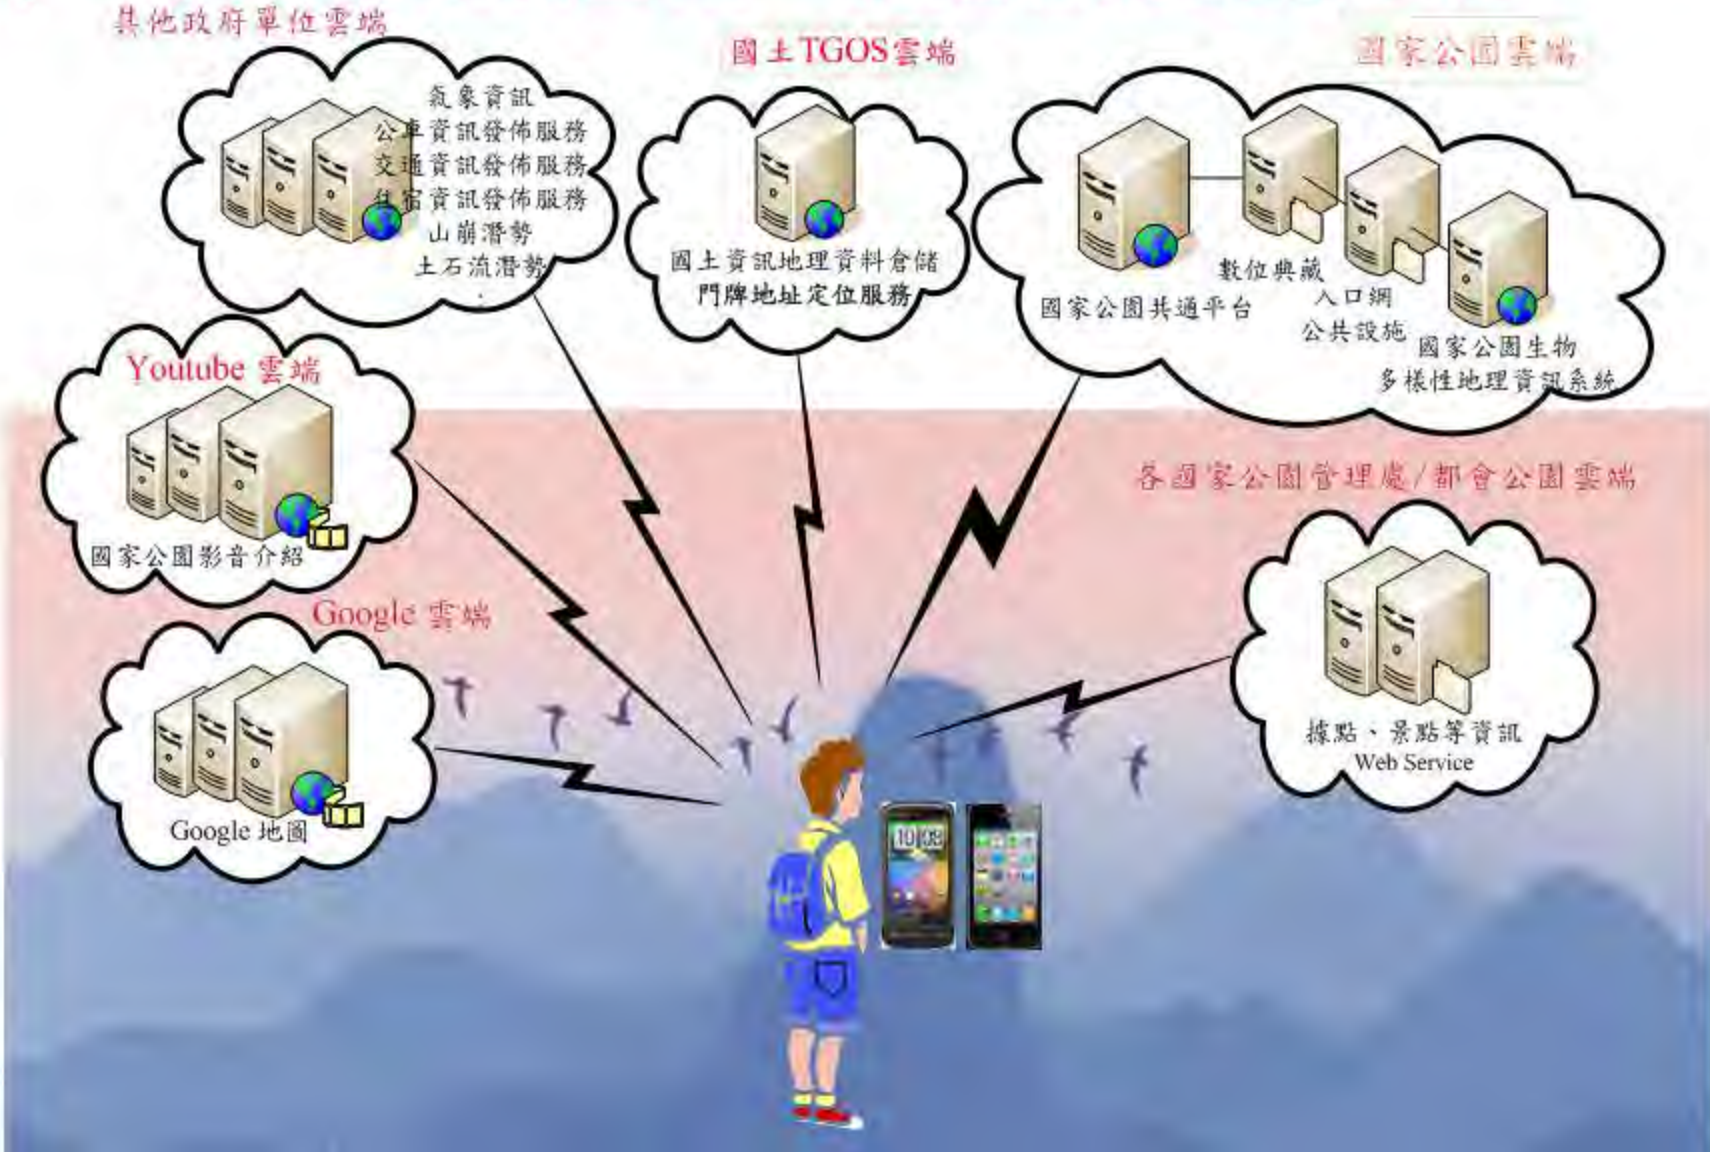 其他政府單位雲端
氣象資訊
公車資訊發佈服務
交通資訊發佈服務
住宿資訊發佈服務
山崩潛勢
土石流潛勢
國土TGOS雲端
國土資訊地理資料倉儲
門牌地址定位服務
國家公園雲端
國家公園共通平台
數位典藏
入口網
公共設施
國家公園生物
多樣性地理資訊系統
Youtube 雲端
國家公園影音介紹
Google 雲端
Google 地圖
各國家公園管理處/都會公園雲端
據點、景點等資訊
Web Service
10 08